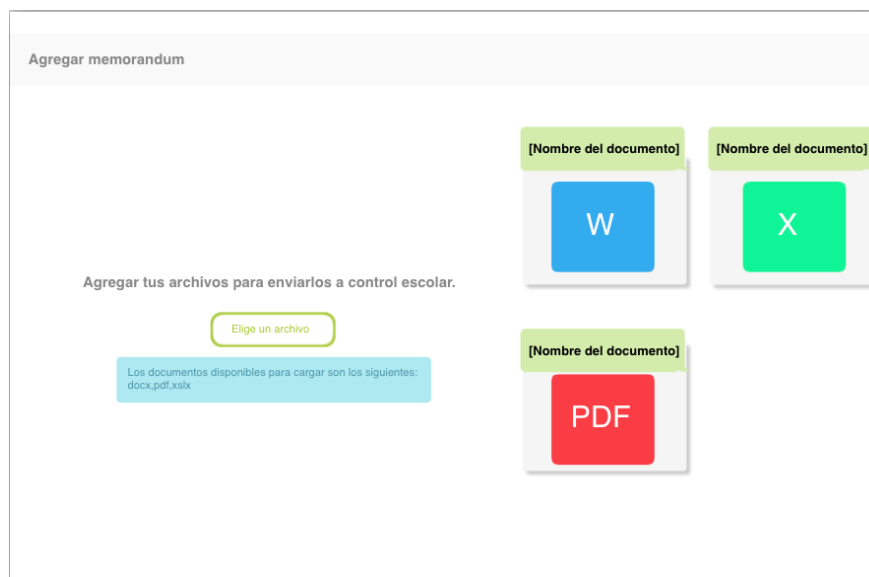 Agregar memorandum
[Nombre del documento]
[Nombre del documento]
W
X
Agregar tus archivos para enviarlos a control escolar.
Elige un archivo
Los documentos disponibles para cargar son los siguientes:
docx,pdf,xslx
[Nombre del documento]
PDF